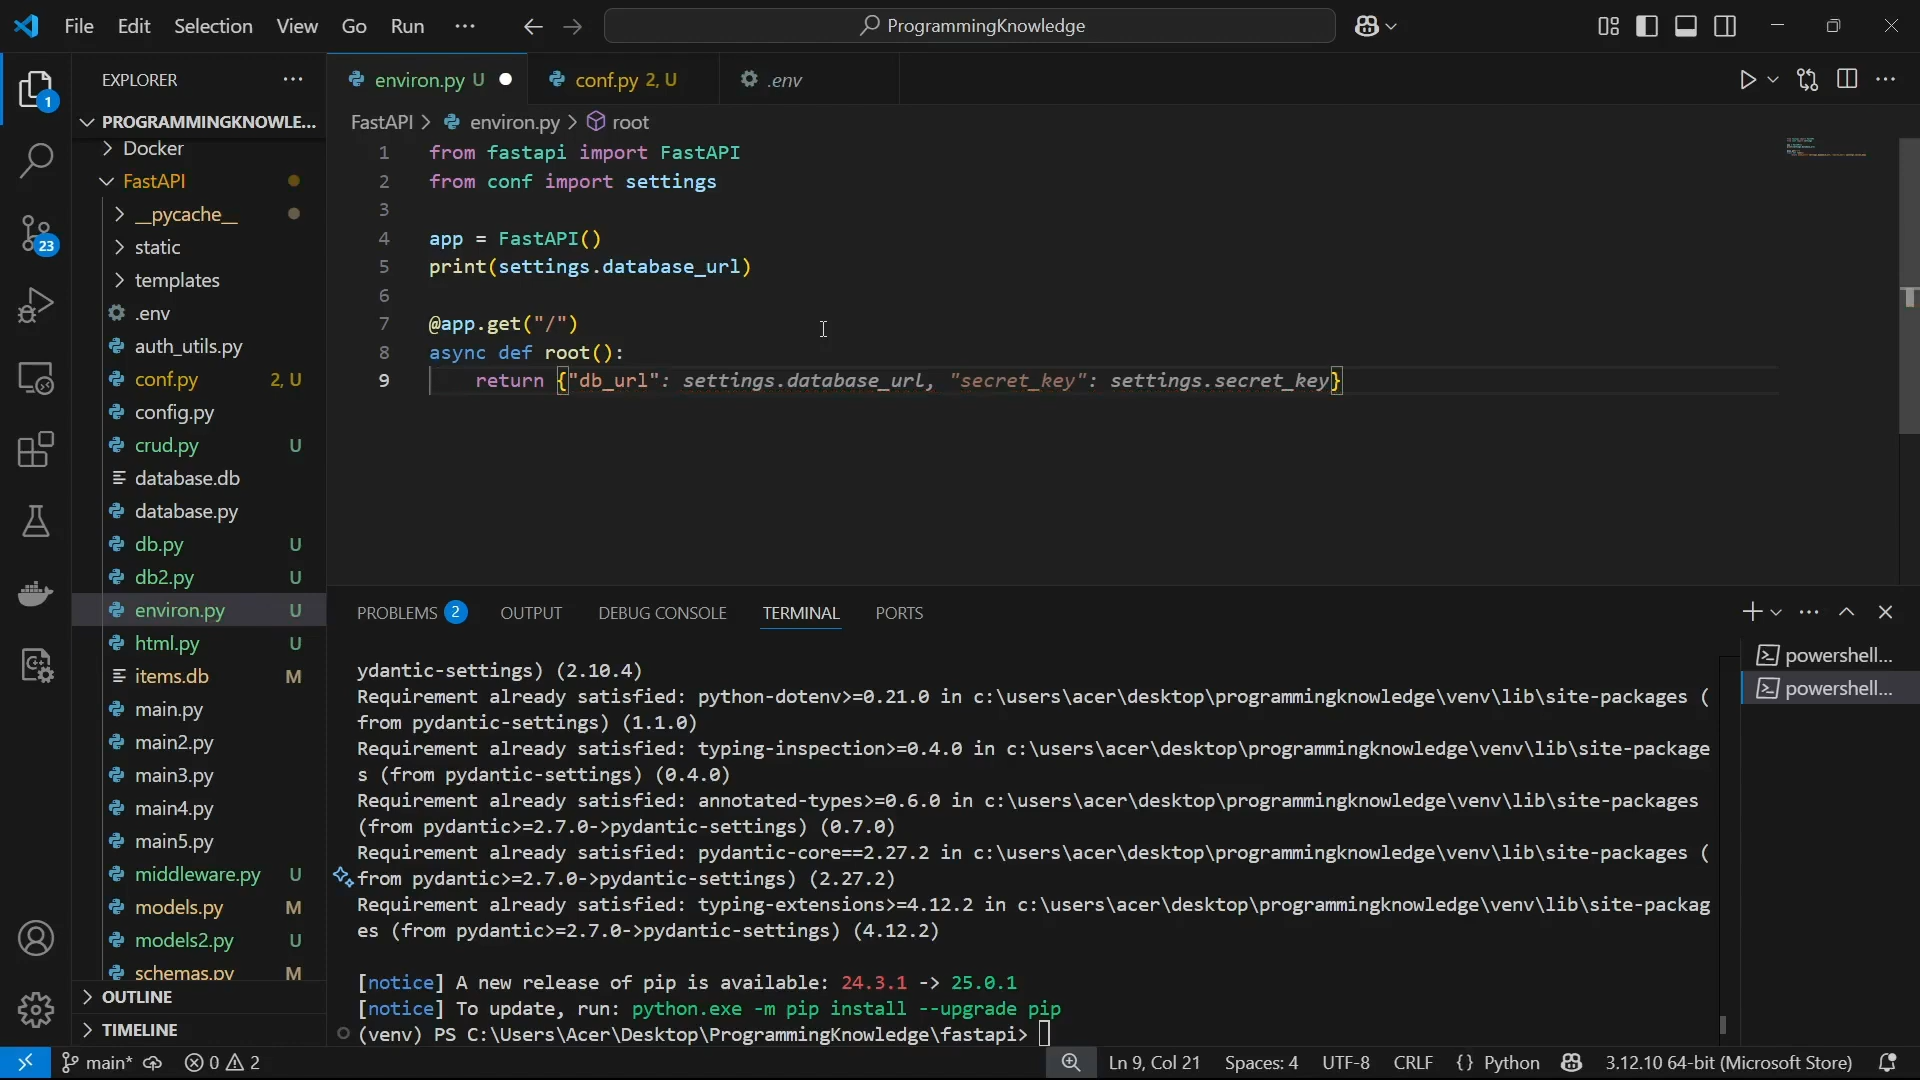 File Edit Selection View Go Run ···
ProgrammingKnowledge
EXPLORER ···
environ.py U
conf.py 2, U
.env
PROGRAMMINGKNOWLE...
FastAPI > environ.py > root
Docker
FastAPI
__pycache__
static
templates
.env
auth_utils.py
conf.py 2, U
config.py
crud.py U
database.db
database.py
db.py U
db2.py U
environ.py U
html.py U
items.db M
main.py
main2.py
main3.py
main4.py
main5.py
middleware.py U
models.py M
models2.py U
schemas.py M
OUTLINE
TIMELINE
1
23
1 from fastapi import FastAPI
2 from conf import settings
3
4 app = FastAPI()
5 print(settings.database_url)
6
7 @app.get("/")
8 async def root():
9 return {"db_url": settings.database_url, "secret_key": settings.secret_key}
PROBLEMS 2 OUTPUT DEBUG CONSOLE TERMINAL PORTS
powershell...
powershell...
ydantic-settings) (2.10.4)
Requirement already satisfied: python-dotenv>=0.21.0 in c:\users\acer\desktop\programmingknowledge\venv\lib\site-packages (
from pydantic-settings) (1.1.0)
Requirement already satisfied: typing-inspection>=0.4.0 in c:\users\acer\desktop\programmingknowledge\venv\lib\site-package
s (from pydantic-settings) (0.4.0)
Requirement already satisfied: annotated-types>=0.6.0 in c:\users\acer\desktop\programmingknowledge\venv\lib\site-packages
(from pydantic>=2.7.0->pydantic-settings) (0.7.0)
Requirement already satisfied: pydantic-core==2.27.2 in c:\users\acer\desktop\programmingknowledge\venv\lib\site-packages (
from pydantic>=2.7.0->pydantic-settings) (2.27.2)
Requirement already satisfied: typing-extensions>=4.12.2 in c:\users\acer\desktop\programmingknowledge\venv\lib\site-packag
es (from pydantic>=2.7.0->pydantic-settings) (4.12.2)
[notice] A new release of pip is available: 24.3.1 -> 25.0.1
[notice] To update, run: python.exe -m pip install --upgrade pip
(venv) PS C:\Users\Acer\Desktop\ProgrammingKnowledge\fastapi>
main* 0 2 Ln 9, Col 21 Spaces: 4 UTF-8 CRLF {} Python 3.12.10 64-bit (Microsoft Store)